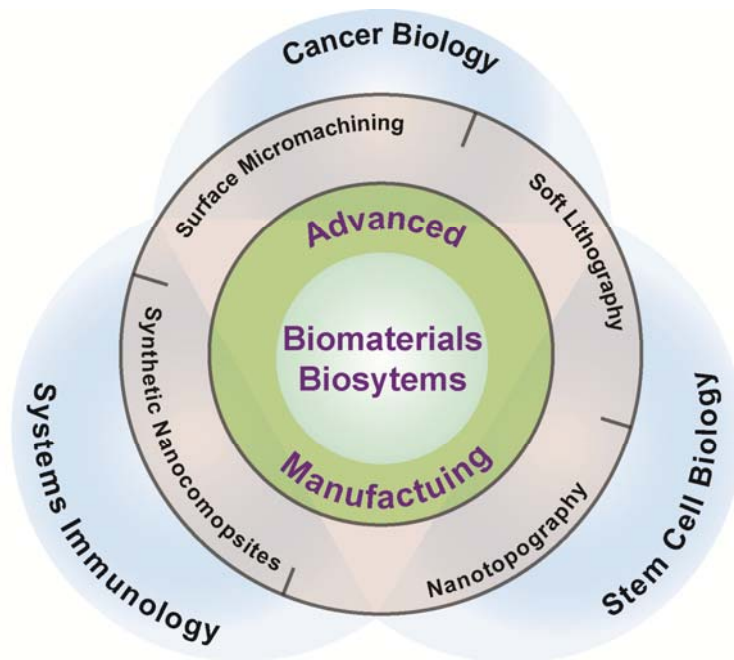 Cancer Biology
Surface Micromachining
Soft Lithography
Advanced
Biomaterials
Biosytems
Manufactuing
Synthetic Nanocomopsites
Nanotopography
Systems Immunology
Stem Cell Biology